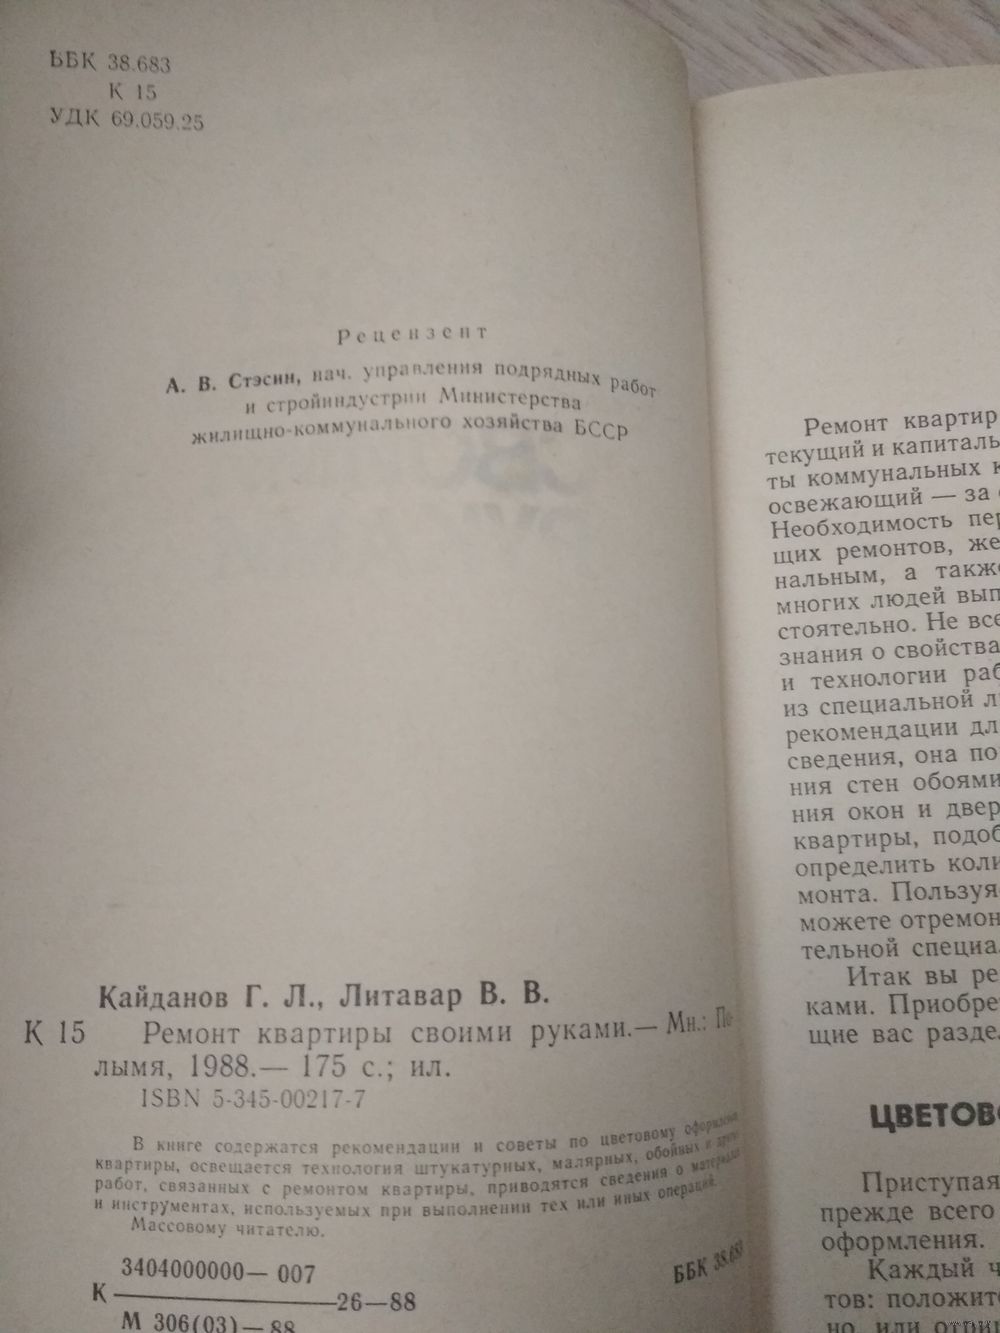 ББК 38.683
К 15
УДК 69.059.25
Рецензент
А. В. Стэсин, нач. управления подрядных работ
и стройиндустрии Министерства
жилищно-коммунального хозяйства БССР
Кайданов Г. Л., Литавар В. В.
К 15 Ремонт квартиры своими руками.— Мн.: По-
лымя, 1988.— 175 с.; ил.
ISBN 5-345-00217-7
В книге содержатся рекомендации и советы по цветовому
квартиры, освещается технология штукатурных, малярных, обойных и
работ, связанных с ремонтом квартиры, приводятся сведения о
и инструментах, используемых при выполнении тех или иных операций.
Массовому читателю.
3404000000— 007
К 26—88
М 306(03)— 88
ББК 38.683
Ремонт квартир
текущий и капиталь
ты коммунальных к
освежающий — за
Необходимость пер
щих ремонтов, же
нальным, а также
многих людей вып
стоятельно. Не все
знания о свойства
и технологии раб
из специальной л
рекомендации дл
сведения, она по
ния стен обоями
ния окон и двер
квартиры, подоб
определить коли
монта. Пользуя
можете отремон
тельной специа
Итак вы ре
ками. Приобре
щие вас разде
ЦВЕТОВ
Приступая
прежде всего
оформления.
Каждый ч
тов: положит
но, или отриц